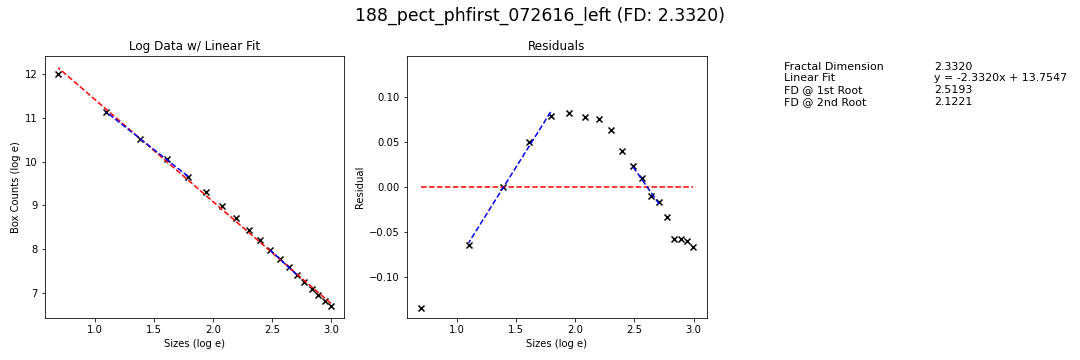 188_pect_phfirst_072616_left (FD: 2.3320)
Log Data w/ Linear Fit
12
11
10
9
8
7
Box Counts (log e)
1.0 1.5 2.0 2.5 3.0
Sizes (log e)
Residuals
0.10
0.05
0.00
−0.05
−0.10
Residual
1.0 1.5 2.0 2.5 3.0
Sizes (log e)
Fractal Dimension 2.3320
Linear Fit y = -2.3320x + 13.7547
FD @ 1st Root 2.5193
FD @ 2nd Root 2.1221